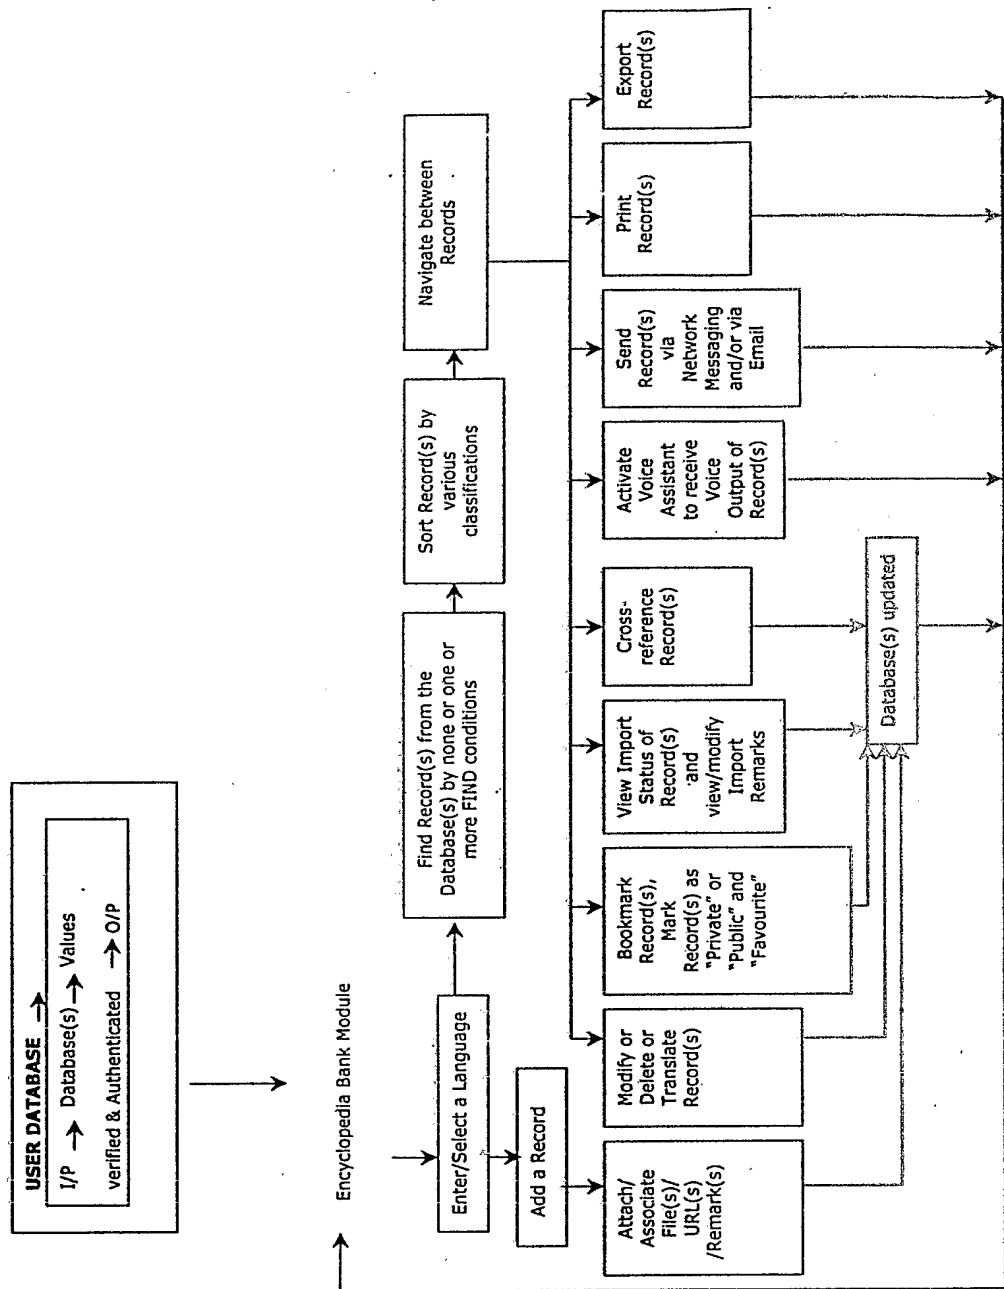 USER DATABASE →
I/P → Database(s) → Values
verified & Authenticated → O/P
Encyclopedia Bank Module
Enter/Select a Language
Find Record(s) from the
Database(s) by none or one or
more FIND conditions
Sort Record(s) by
various
classifications
Navigate between
Records
Add a Record
Attach/
Associate
File(s)/
URL(s)
/Remark(s)
Modify or
Delete or
Translate
Record(s)
Bookmark
Record(s),
Mark
Record(s) as
"Private" or
"Public" and
"Favourite"
View Import
Status of
Record(s)
and
view/modify
Import
Remarks
Cross-
reference
Record(s)
Activate
Voice
Assistant
to receive
Voice
Output of
Record(s)
Send
Record(s)
via
Network
Messaging
and/or via
Email
Print
Record(s)
Export
Record(s)
Database(s) updated